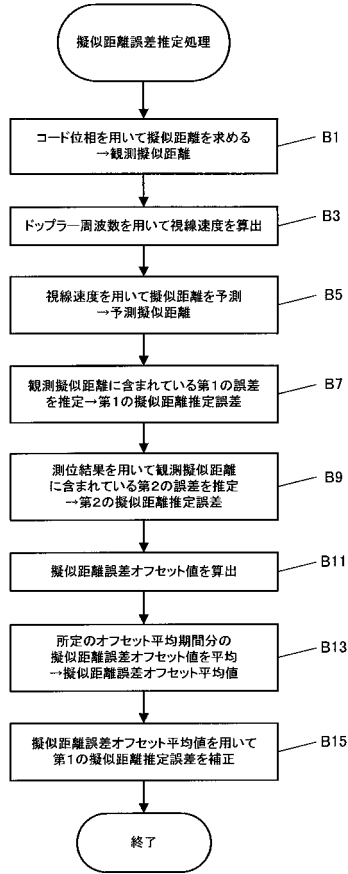 擬似距離誤差推定処理
コード位相を用いて擬似距離を求める
→観測擬似距離
B1
ドップラー周波数を用いて視線速度を算出
B3
視線速度を用いて擬似距離を予測
→予測擬似距離
B5
観測擬似距離に含まれている第1の誤差
を推定→第1の擬似距離推定誤差
B7
測位結果を用いて観測擬似距離
に含まれている第2の誤差を推定
→第2の擬似距離推定誤差
B9
擬似距離誤差オフセット値を算出
B11
所定のオフセット平均期間分の
擬似距離誤差オフセット値を平均
→擬似距離誤差オフセット平均値
B13
擬似距離誤差オフセット平均値を用いて
第1の擬似距離推定誤差を補正
B15
終了